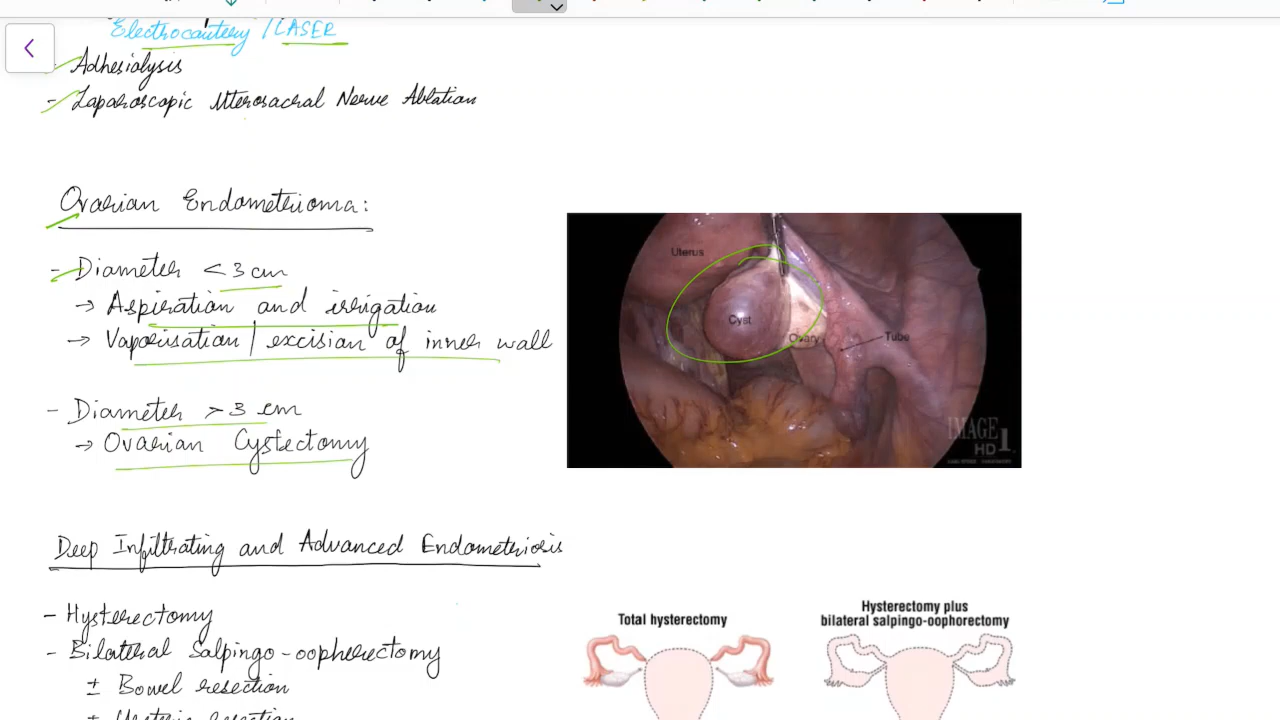 Electrocautery / LASER
- Adhesiolysis
- Laparoscopic Uterosacral Nerve Ablation
Ovarian Endometrioma:
- Diameter < 3 cm
→ Aspiration and irrigation
→ Vaporisation / excision of inner wall
- Diameter > 3 cm
→ Ovarian Cystectomy
Uterus
Cyst
Ovary
Tube
IMAGE 1
HD
Deep Infiltrating and Advanced Endometriosis
- Hysterectomy
- Bilateral Salpingo-oophorectomy
± Bowel resection
Total hysterectomy
Hysterectomy plus
bilateral salpingo-oophorectomy